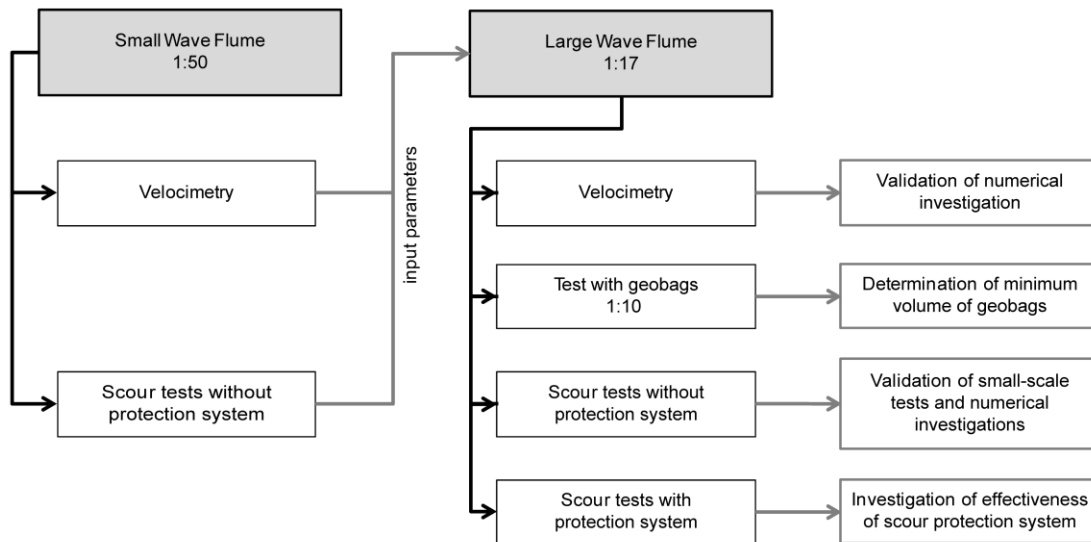 Small Wave Flume
1:50
Large Wave Flume
1:17
input parameters
Velocimetry
Scour tests without
protection system
Velocimetry
Validation of numerical
investigation
Test with geobags
1:10
Determination of minimum
volume of geobags
Scour tests without
protection system
Validation of small-scale
tests and numerical
investigations
Scour tests with
protection system
Investigation of effectiveness
of scour protection system